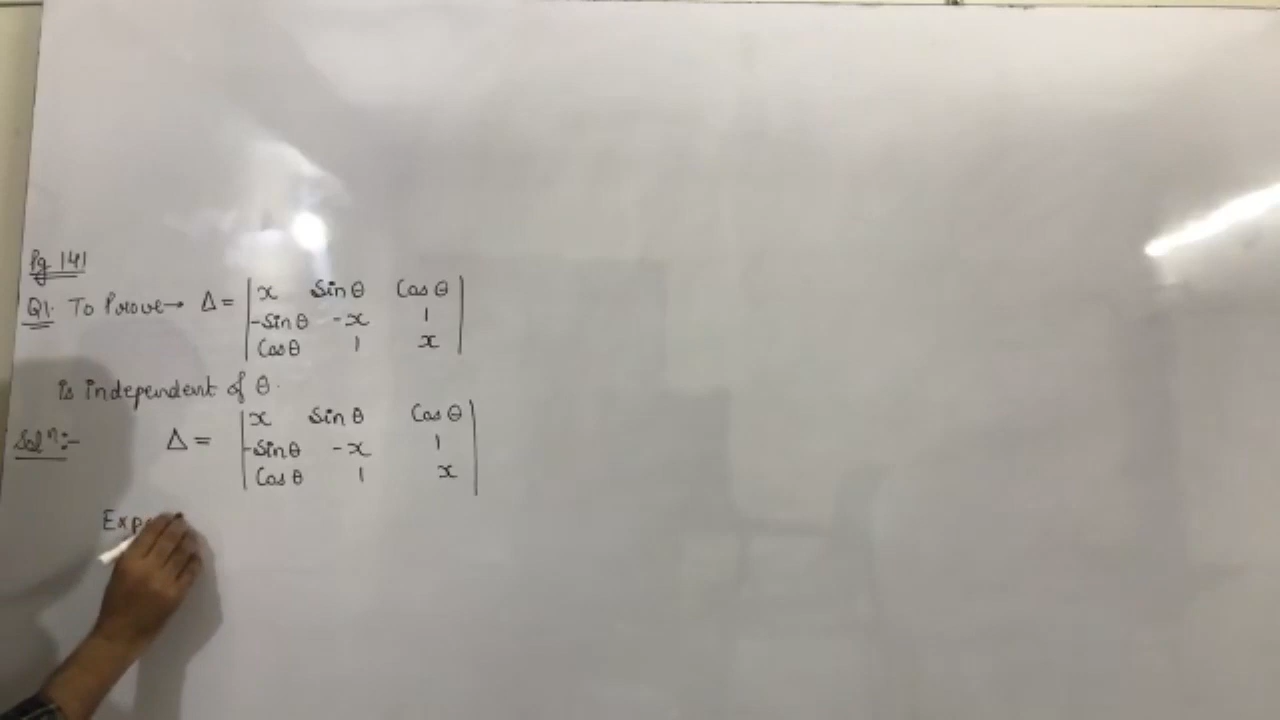 Pg 141
Q1. To Prove → Δ = | x Sinθ Cosθ |
| -Sinθ -x 1 |
| Cosθ 1 x |
is independent of θ.
Solⁿ:- Δ = | x Sinθ Cosθ |
| -Sinθ -x 1 |
| Cosθ 1 x |
Exp